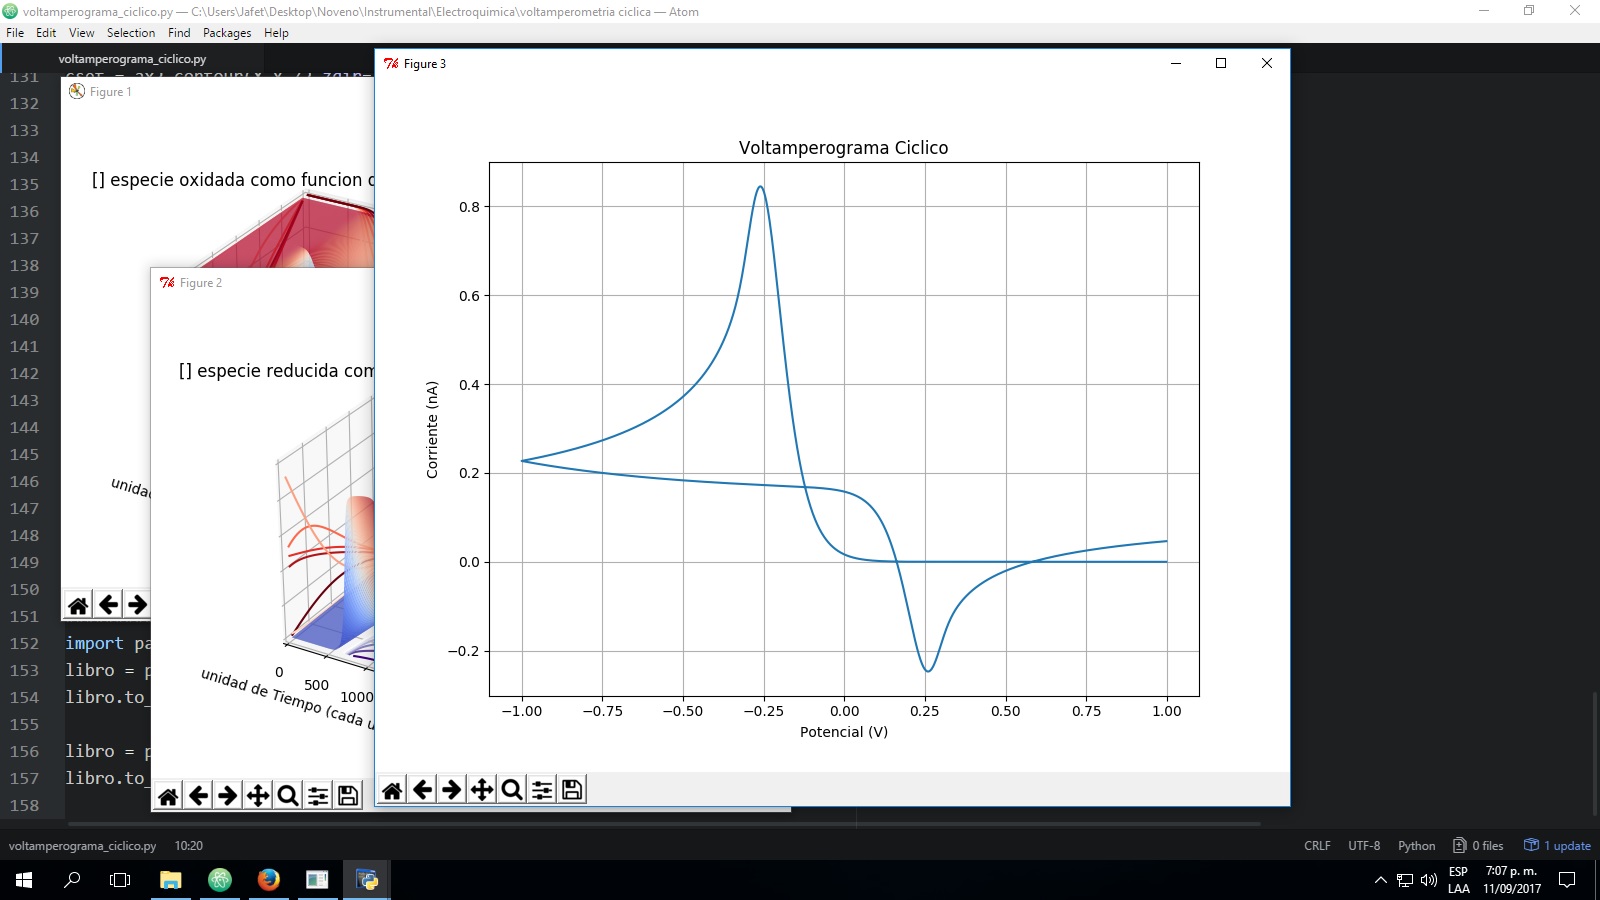 voltamperograma_ciclico.py — C:\Users\Jafet\Desktop\Noveno\Instrumental\Electroquimica\voltamperometria ciclica — Atom
File Edit View Selection Find Packages Help
voltamperograma_ciclico.py
131
132
133
134
135
136
137
138
139
140
141
142
143
144
145
146
147
148
149
150
151
152 import pa
153 libro = p
154 libro.to_
155
156 libro = p
157 libro.to_
158
Figure 1
[] especie oxidada como funcion
unidad
Figure 2
[] especie reducida com
0
500
1000
unidad de Tiempo (cada u
Figure 3
Voltamperograma Ciclico
0.8
0.6
0.4
0.2
0.0
−0.2
Corriente (nA)
−1.00 −0.75 −0.50 −0.25 0.00 0.25 0.50 0.75 1.00
Potencial (V)
voltamperograma_ciclico.py 10:20
CRLF UTF-8 Python 0 files 1 update
ESP
LAA
7:07 p. m.
11/09/2017